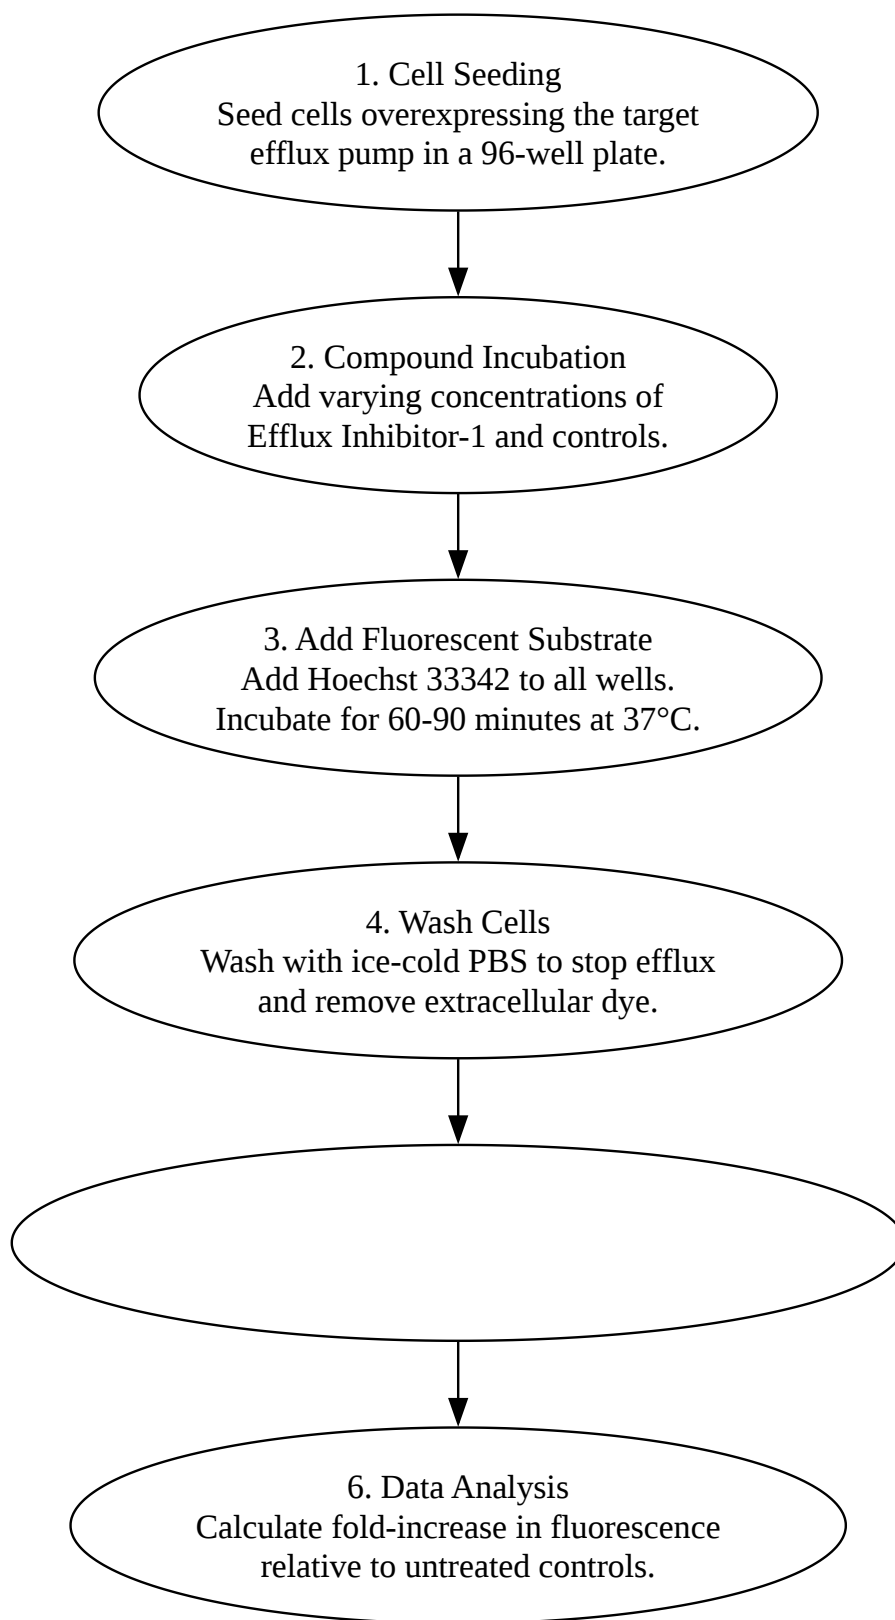 1. Cell Seeding
Seed cells overexpressing the target
efflux pump in a 96-well plate.
2. Compound Incubation
Add varying concentrations of
Efflux Inhibitor-1 and controls.
3. Add Fluorescent Substrate
Add Hoechst 33342 to all wells.
Incubate for 60-90 minutes at 37°C.
4. Wash Cells
Wash with ice-cold PBS to stop efflux
and remove extracellular dye.
6. Data Analysis
Calculate fold-increase in fluorescence
relative to untreated controls.